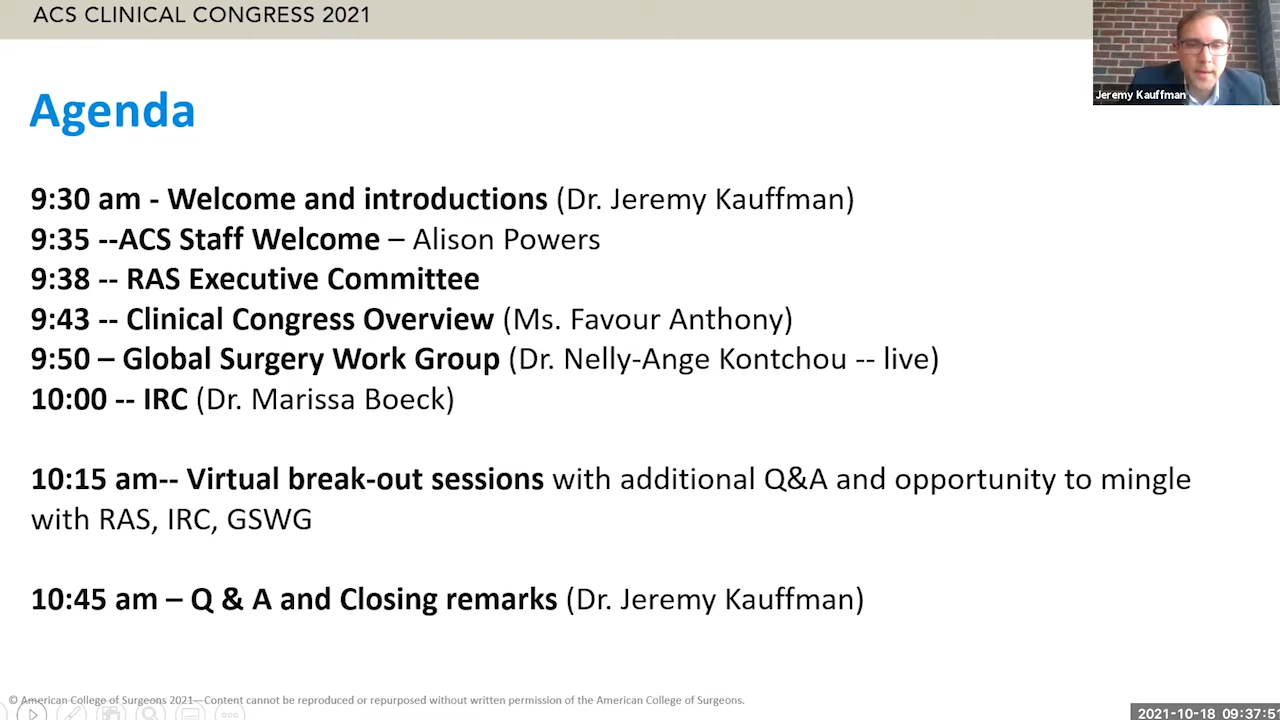 ACS CLINICAL CONGRESS 2021
Jeremy Kauffman
Agenda
9:30 am - Welcome and introductions (Dr. Jeremy Kauffman)
9:35 --ACS Staff Welcome – Alison Powers
9:38 -- RAS Executive Committee
9:43 -- Clinical Congress Overview (Ms. Favour Anthony)
9:50 – Global Surgery Work Group (Dr. Nelly-Ange Kontchou -- live)
10:00 -- IRC (Dr. Marissa Boeck)
10:15 am-- Virtual break-out sessions with additional Q&A and opportunity to mingle
with RAS, IRC, GSWG
10:45 am – Q & A and Closing remarks (Dr. Jeremy Kauffman)
© American College of Surgeons 2021—Content cannot be reproduced or repurposed without written permission of the American College of Surgeons.
2021-10-18 09:37:51